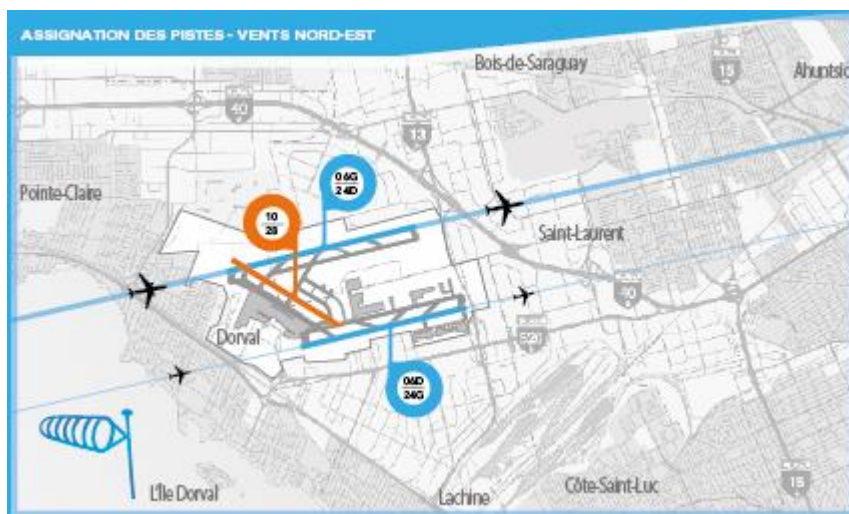 ASSIGNATION DES PISTES - VENTS NORD-EST
Bois-de-Saraguay
15
Ahuntsic
40
13
Pointe-Claire
06G
24D
10
28
Saint-Laurent
40
Dorval
520
06D
24G
L'Île Dorval
Lachine
Côte-Saint-Luc
15